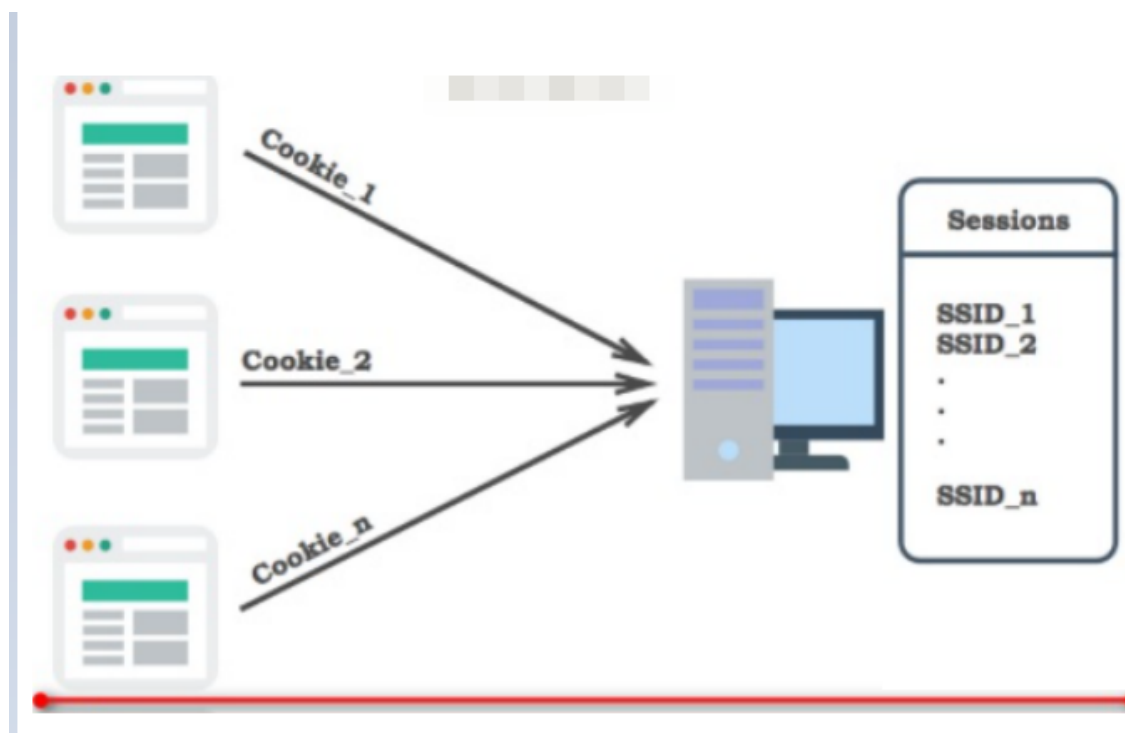 Cookie_1
Cookie_2
Cookie_n
Sessions
SSID_1
SSID_2
.
.
.
SSID_n